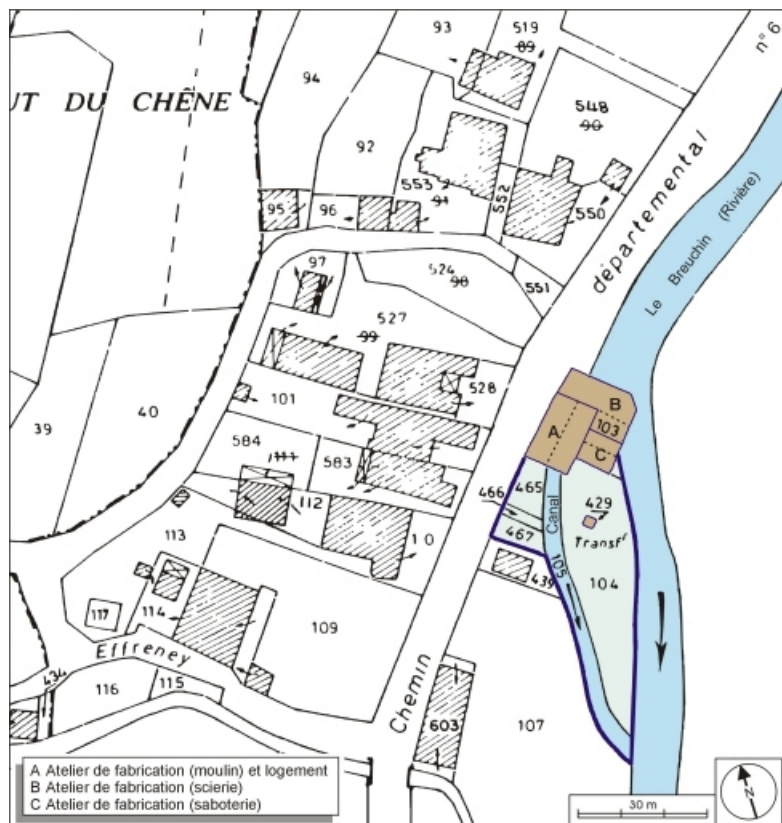 93
519
89
n° 6
94
UT DU CHÊNE
548
90
92
départemental
553
2
91
552
95
96
550
Le Breuchin (Rivière)
97
524
98
551
527
99
528
101
40
39
B
A
103
C
584
111
583
466
465
429
112
Canal
467
Transf^t
113
10
105
439
104
117
114
109
Effreney
434
116
115
Chemin
603
107
A Atelier de fabrication (moulin) et logement
B Atelier de fabrication (scierie)
C Atelier de fabrication (saboterie)
30 m
N